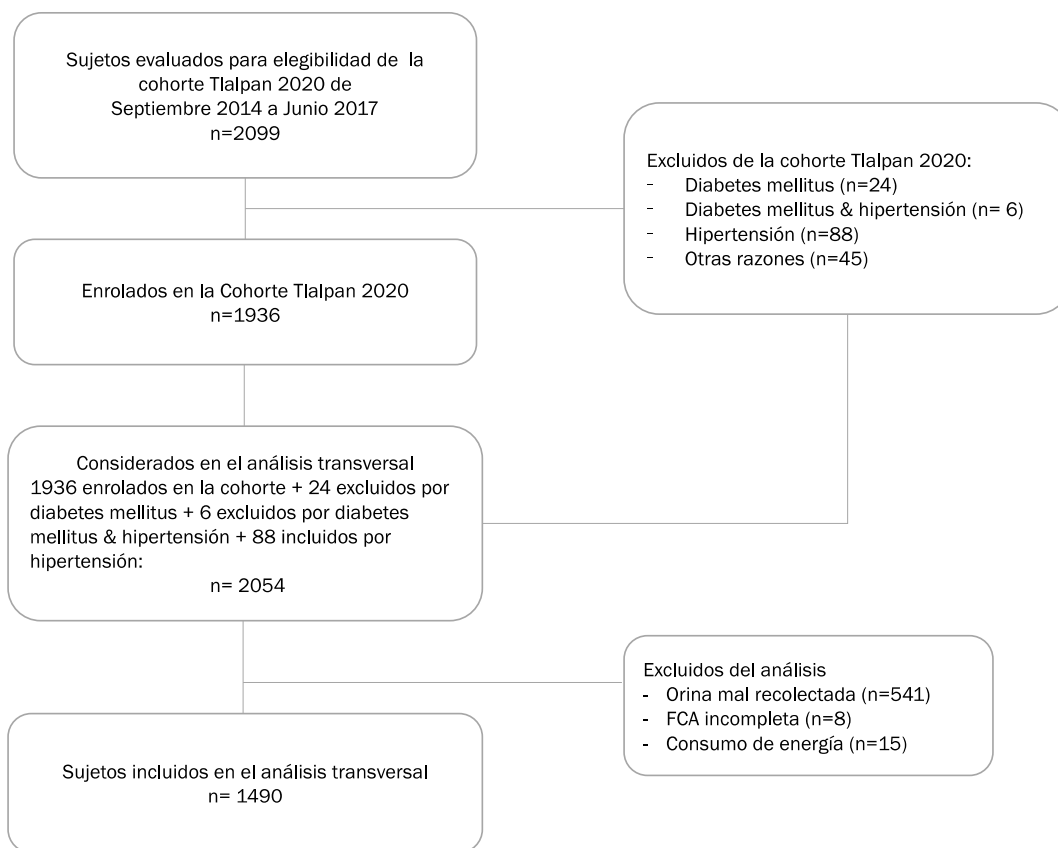 Sujetos evaluados para elegibilidad de la
cohorte Tlalpan 2020 de
Septiembre 2014 a Junio 2017
n=2099
Excluidos de la cohorte Tlalpan 2020:
- Diabetes mellitus (n=24)
- Diabetes mellitus & hipertensión (n= 6)
- Hipertensión (n=88)
- Otras razones (n=45)
Enrolados en la Cohorte Tlalpan 2020
n=1936
Considerados en el análisis transversal
1936 enrolados en la cohorte + 24 excluidos por
diabetes mellitus + 6 excluidos por diabetes
mellitus & hipertensión + 88 incluidos por
hipertensión:
n= 2054
Excluidos del análisis
- Orina mal recolectada (n=541)
- FCA incompleta (n=8)
- Consumo de energía (n=15)
Sujetos incluidos en el análisis transversal
n= 1490